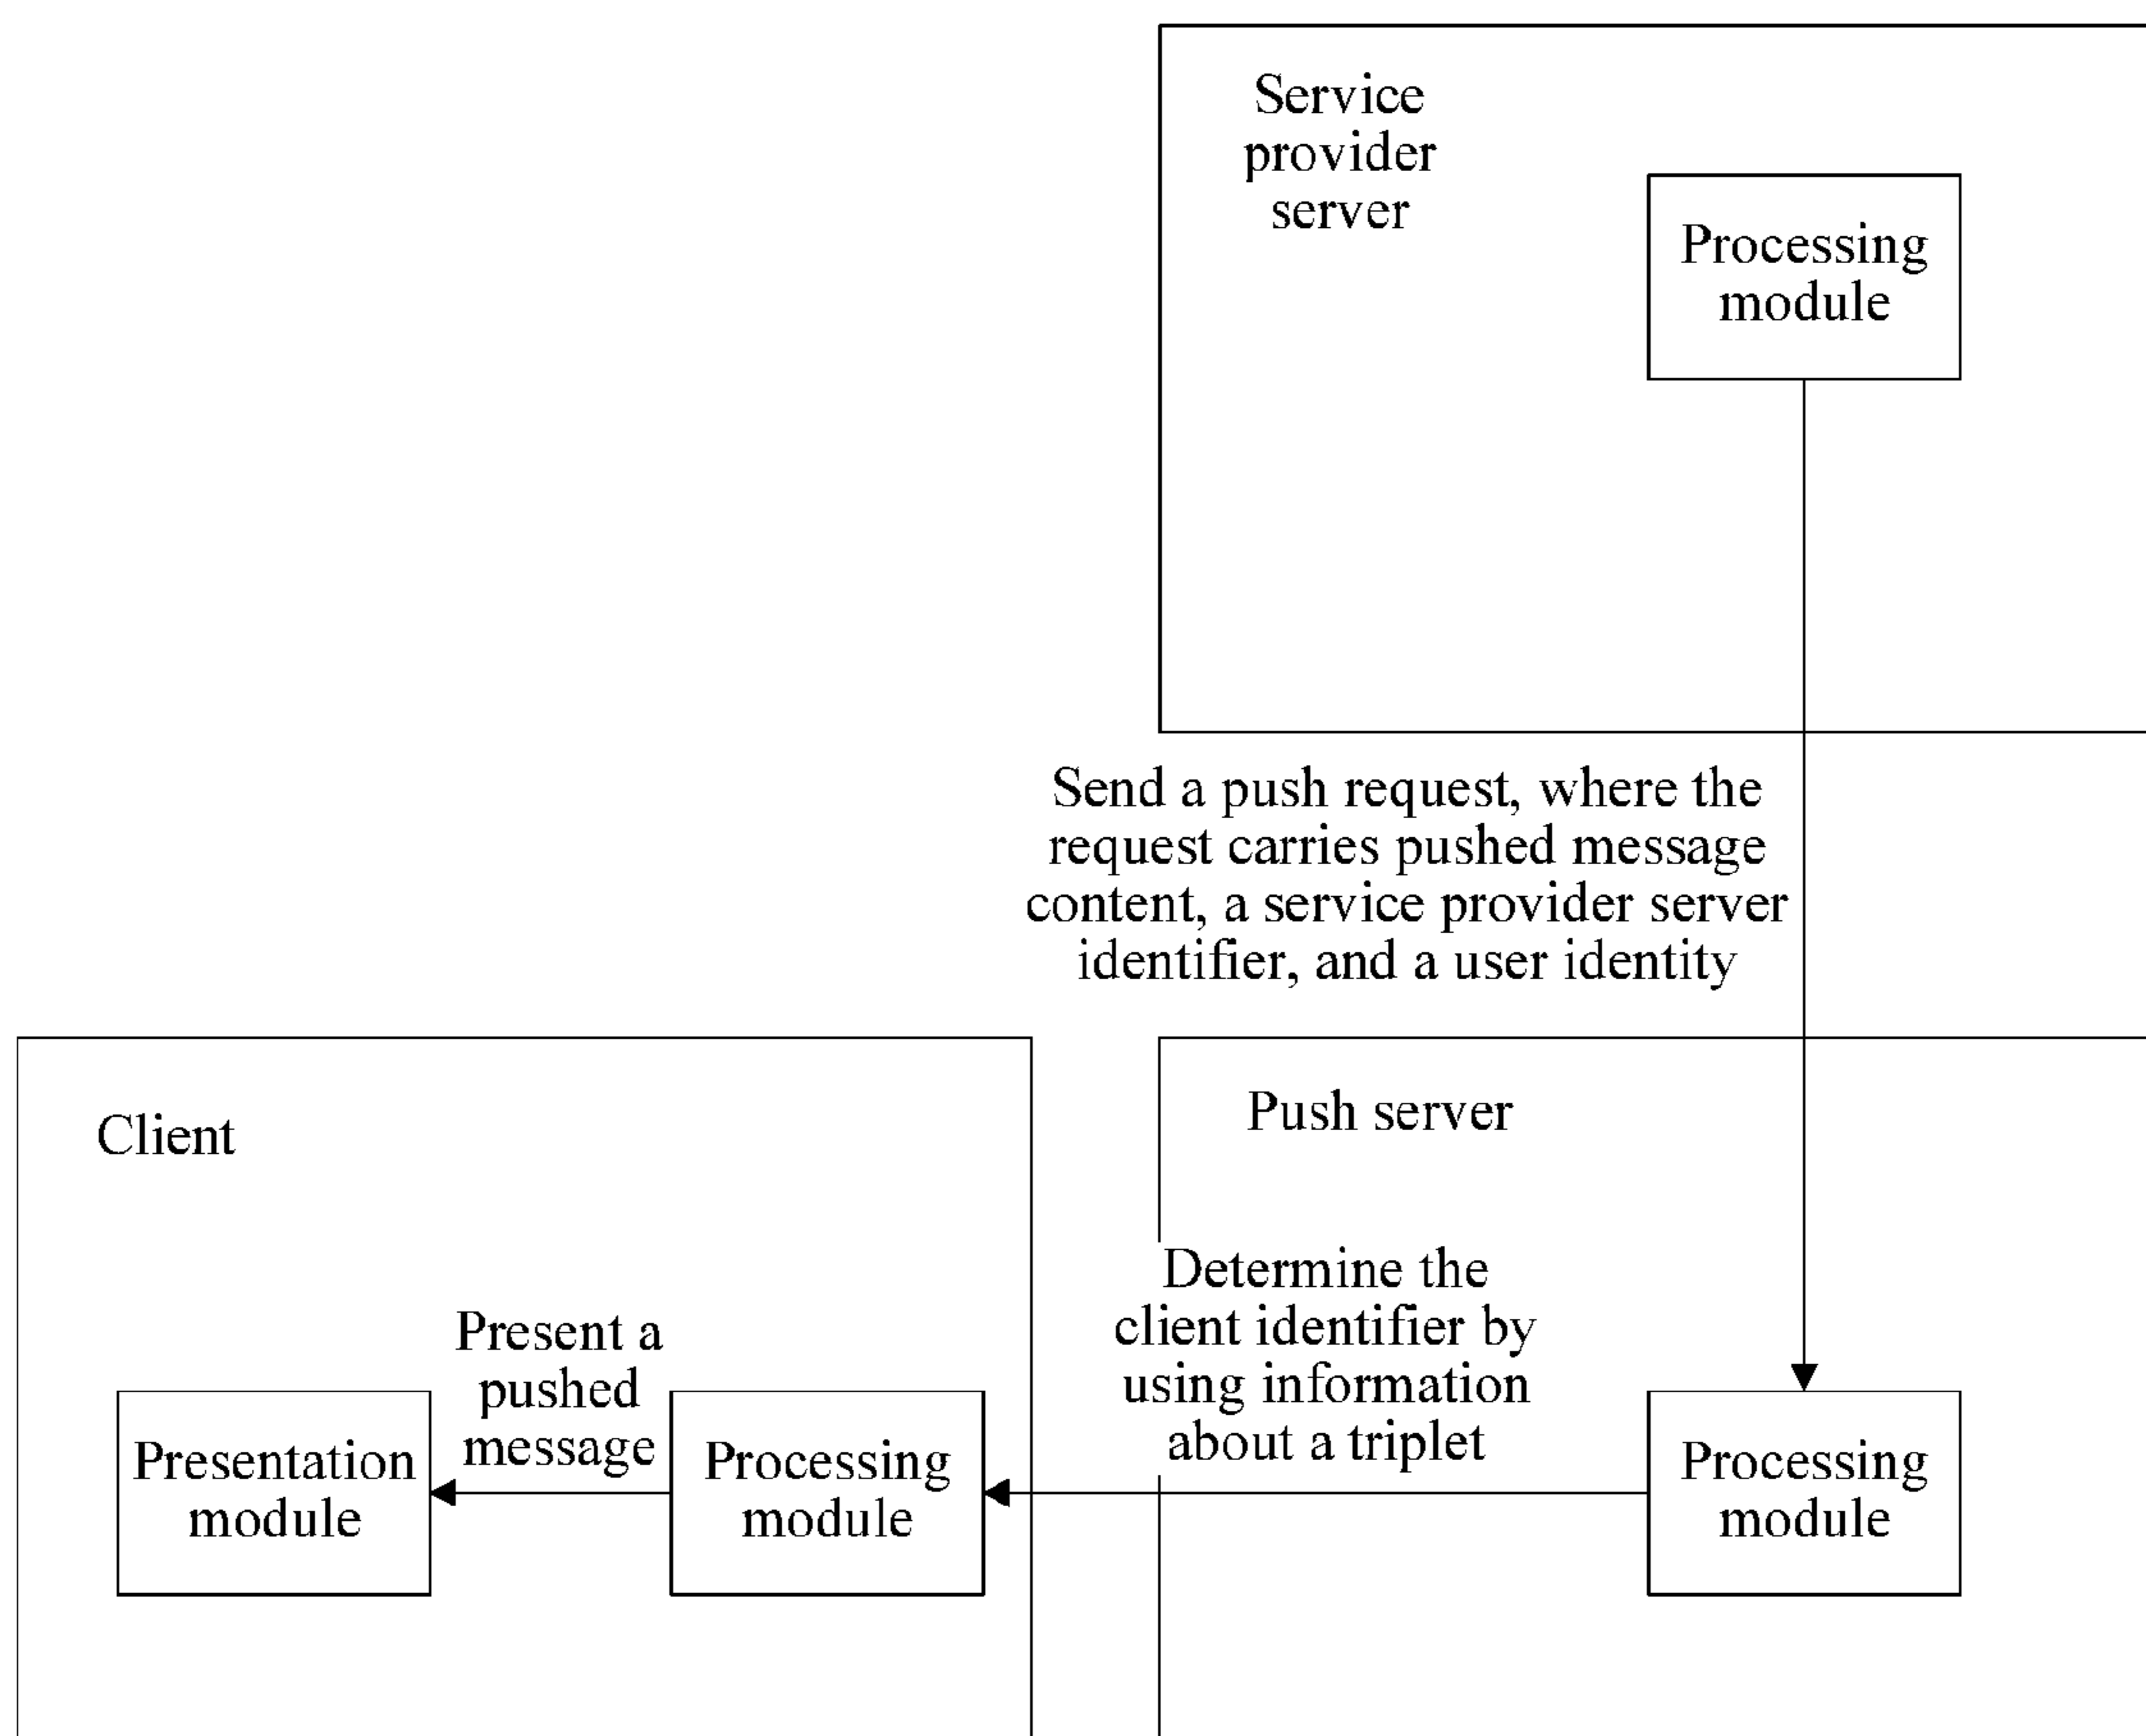 Service
provider
server
Processing
module
Send a push request, where the
request carries pushed message
content, a service provider server
identifier, and a user identity
Client
Push server
Determine the
client identifier by
using information
about a triplet
Present a
pushed
message
Presentation
module
Processing
module
Processing
module